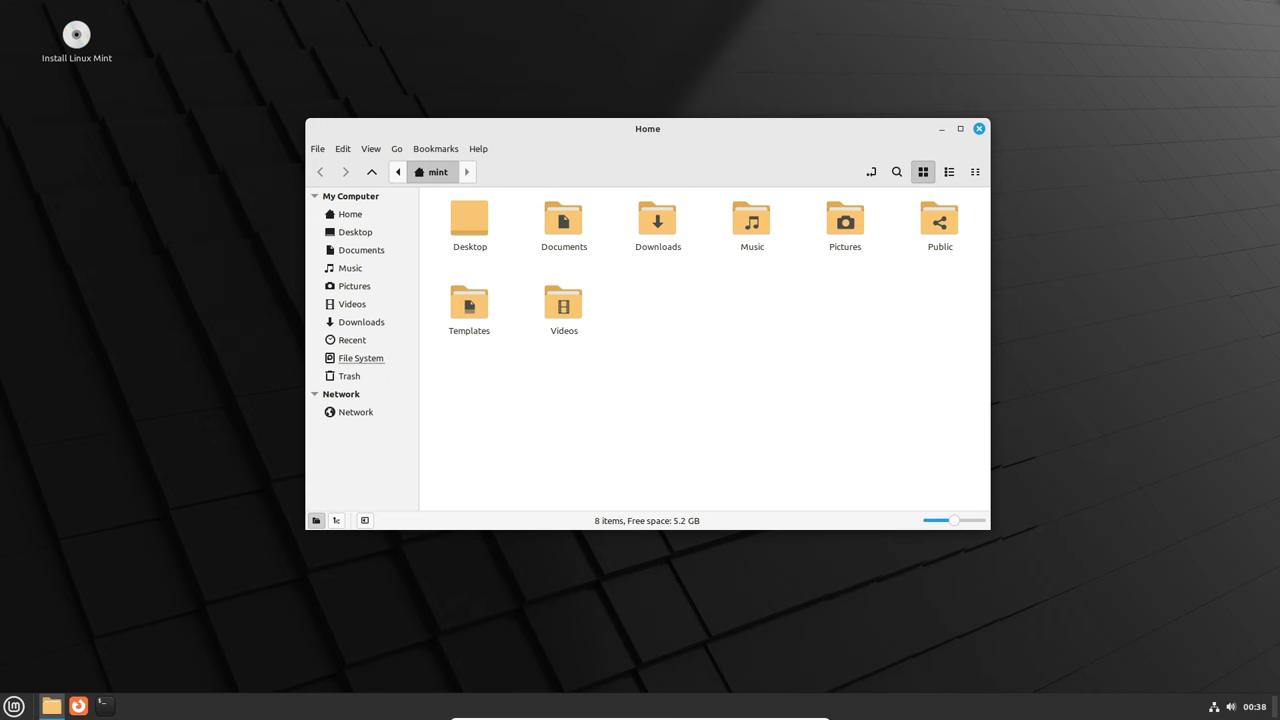 Install Linux Mint
Home
File Edit View Go Bookmarks Help
mint
My Computer
Home
Desktop
Documents
Music
Pictures
Videos
Downloads
Recent
File System
Trash
Network
Network
Desktop Documents Downloads Music Pictures Public
Templates Videos
8 items, Free space: 5.2 GB
00:38